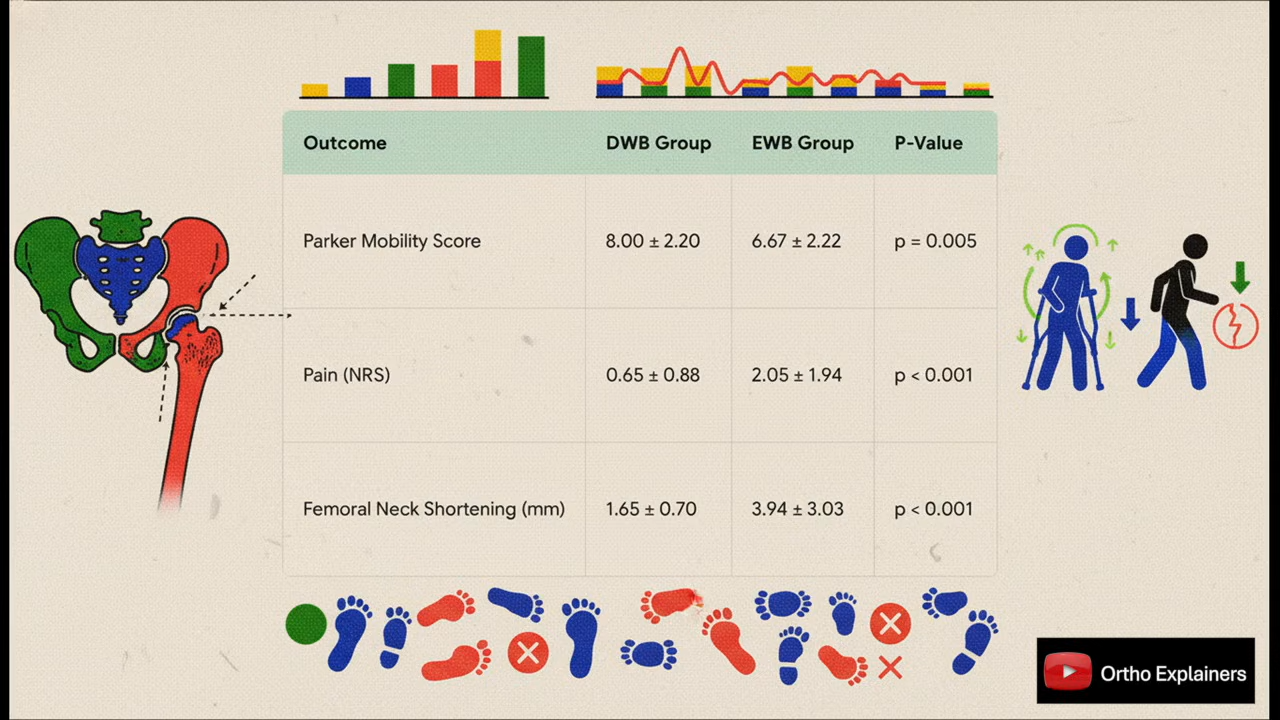 Outcome DWB Group EWB Group P-Value
Parker Mobility Score 8.00 ± 2.20 6.67 ± 2.22 p = 0.005
Pain (NRS) 0.65 ± 0.88 2.05 ± 1.94 p < 0.001
Femoral Neck Shortening (mm) 1.65 ± 0.70 3.94 ± 3.03 p < 0.001
Ortho Explainers